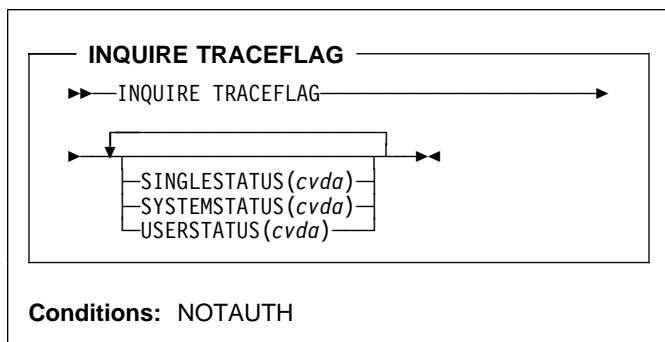 INQUIRE TRACEFLAG
INQUIRE TRACEFLAG
SINGLESTATUS(cvda)
SYSTEMSTATUS(cvda)
USERSTATUS(cvda)
Conditions: NOTAUTH